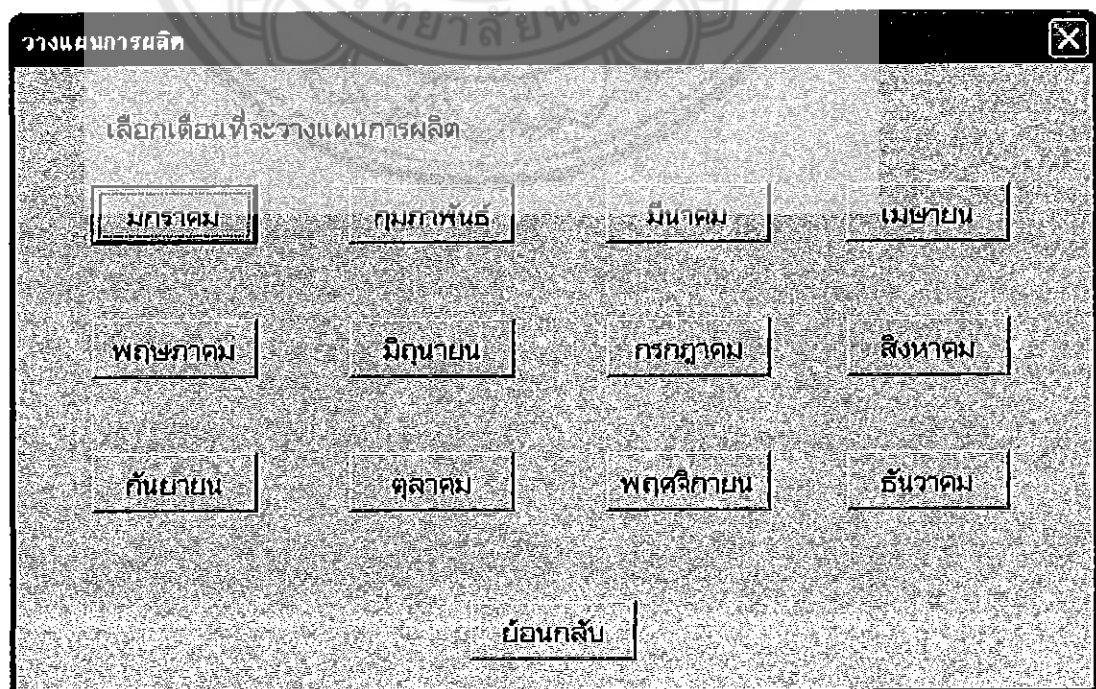 วางแผนการผลิต
เลือกเดือนที่จะวางแผนการผลิต
มกราคม กุมภาพันธ์ มีนาคม เมษายน
พฤษภาคม มิถุนายน กรกฎาคม สิงหาคม
กันยายน ตุลาคม พฤศจิกายน ธันวาคม
ย้อนกลับ